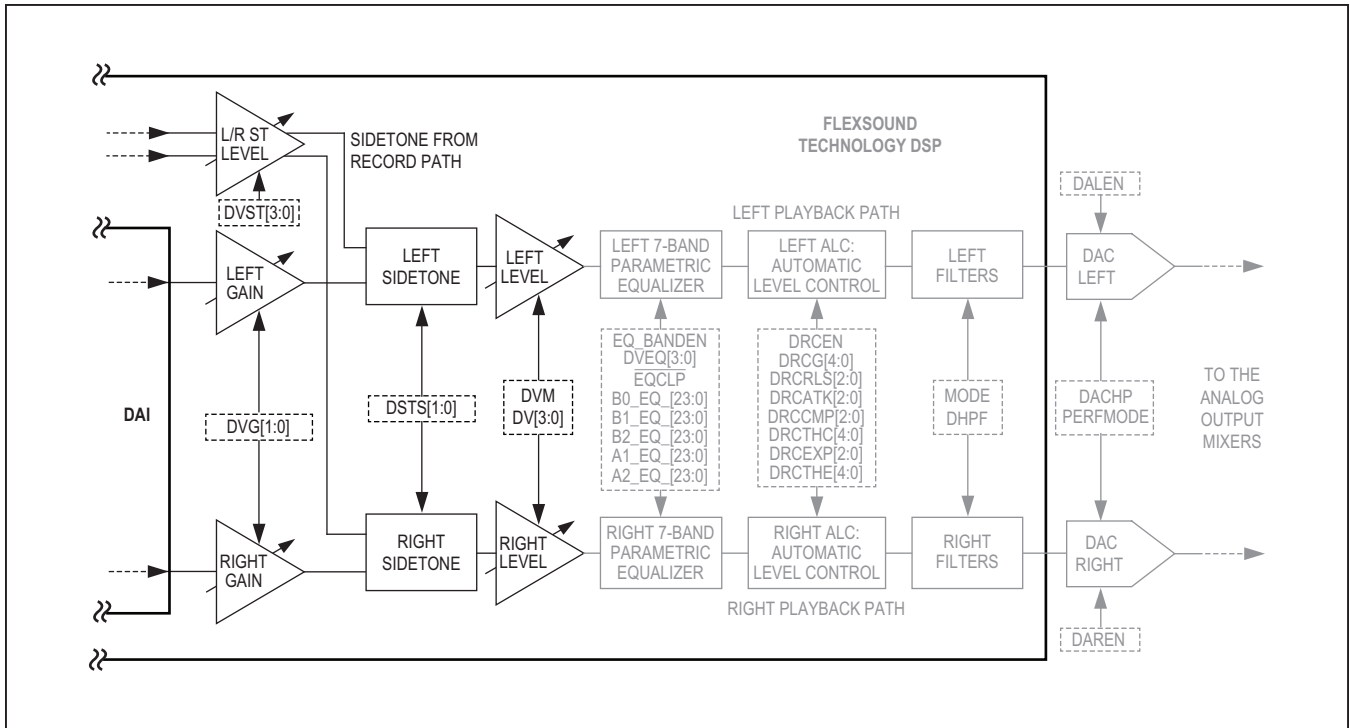 L/R ST
LEVEL
SIDETONE FROM
RECORD PATH
FLEXSOUND
TECHNOLOGY DSP
DVST[3:0]
DALEN
LEFT PLAYBACK PATH
LEFT
GAIN
LEFT
SIDETONE
LEFT
LEVEL
LEFT 7-BAND
PARAMETRIC
EQUALIZER
LEFT ALC:
AUTOMATIC
LEVEL CONTROL
LEFT
FILTERS
DAC
LEFT
DAI
DVG[1:0]
DSTS[1:0]
DVM
DV[3:0]
EQ_BANDEN
DVEQ[3:0]
EQCLP
B0_EQ_[23:0]
B1_EQ_[23:0]
B2_EQ_[23:0]
A1_EQ_[23:0]
A2_EQ_[23:0]
DRCEN
DRCG[4:0]
DRCRLS[2:0]
DRCATK[2:0]
DRCCMP[2:0]
DRCTHC[4:0]
DRCEXP[2:0]
DRCTHE[4:0]
MODE
DHPF
DACHP
PERFMODE
TO THE
ANALOG
OUTPUT
MIXERS
RIGHT
GAIN
RIGHT
SIDETONE
RIGHT
LEVEL
RIGHT 7-BAND
PARAMETRIC
EQUALIZER
RIGHT ALC:
AUTOMATIC
LEVEL CONTROL
RIGHT
FILTERS
DAC
RIGHT
RIGHT PLAYBACK PATH
DAREN